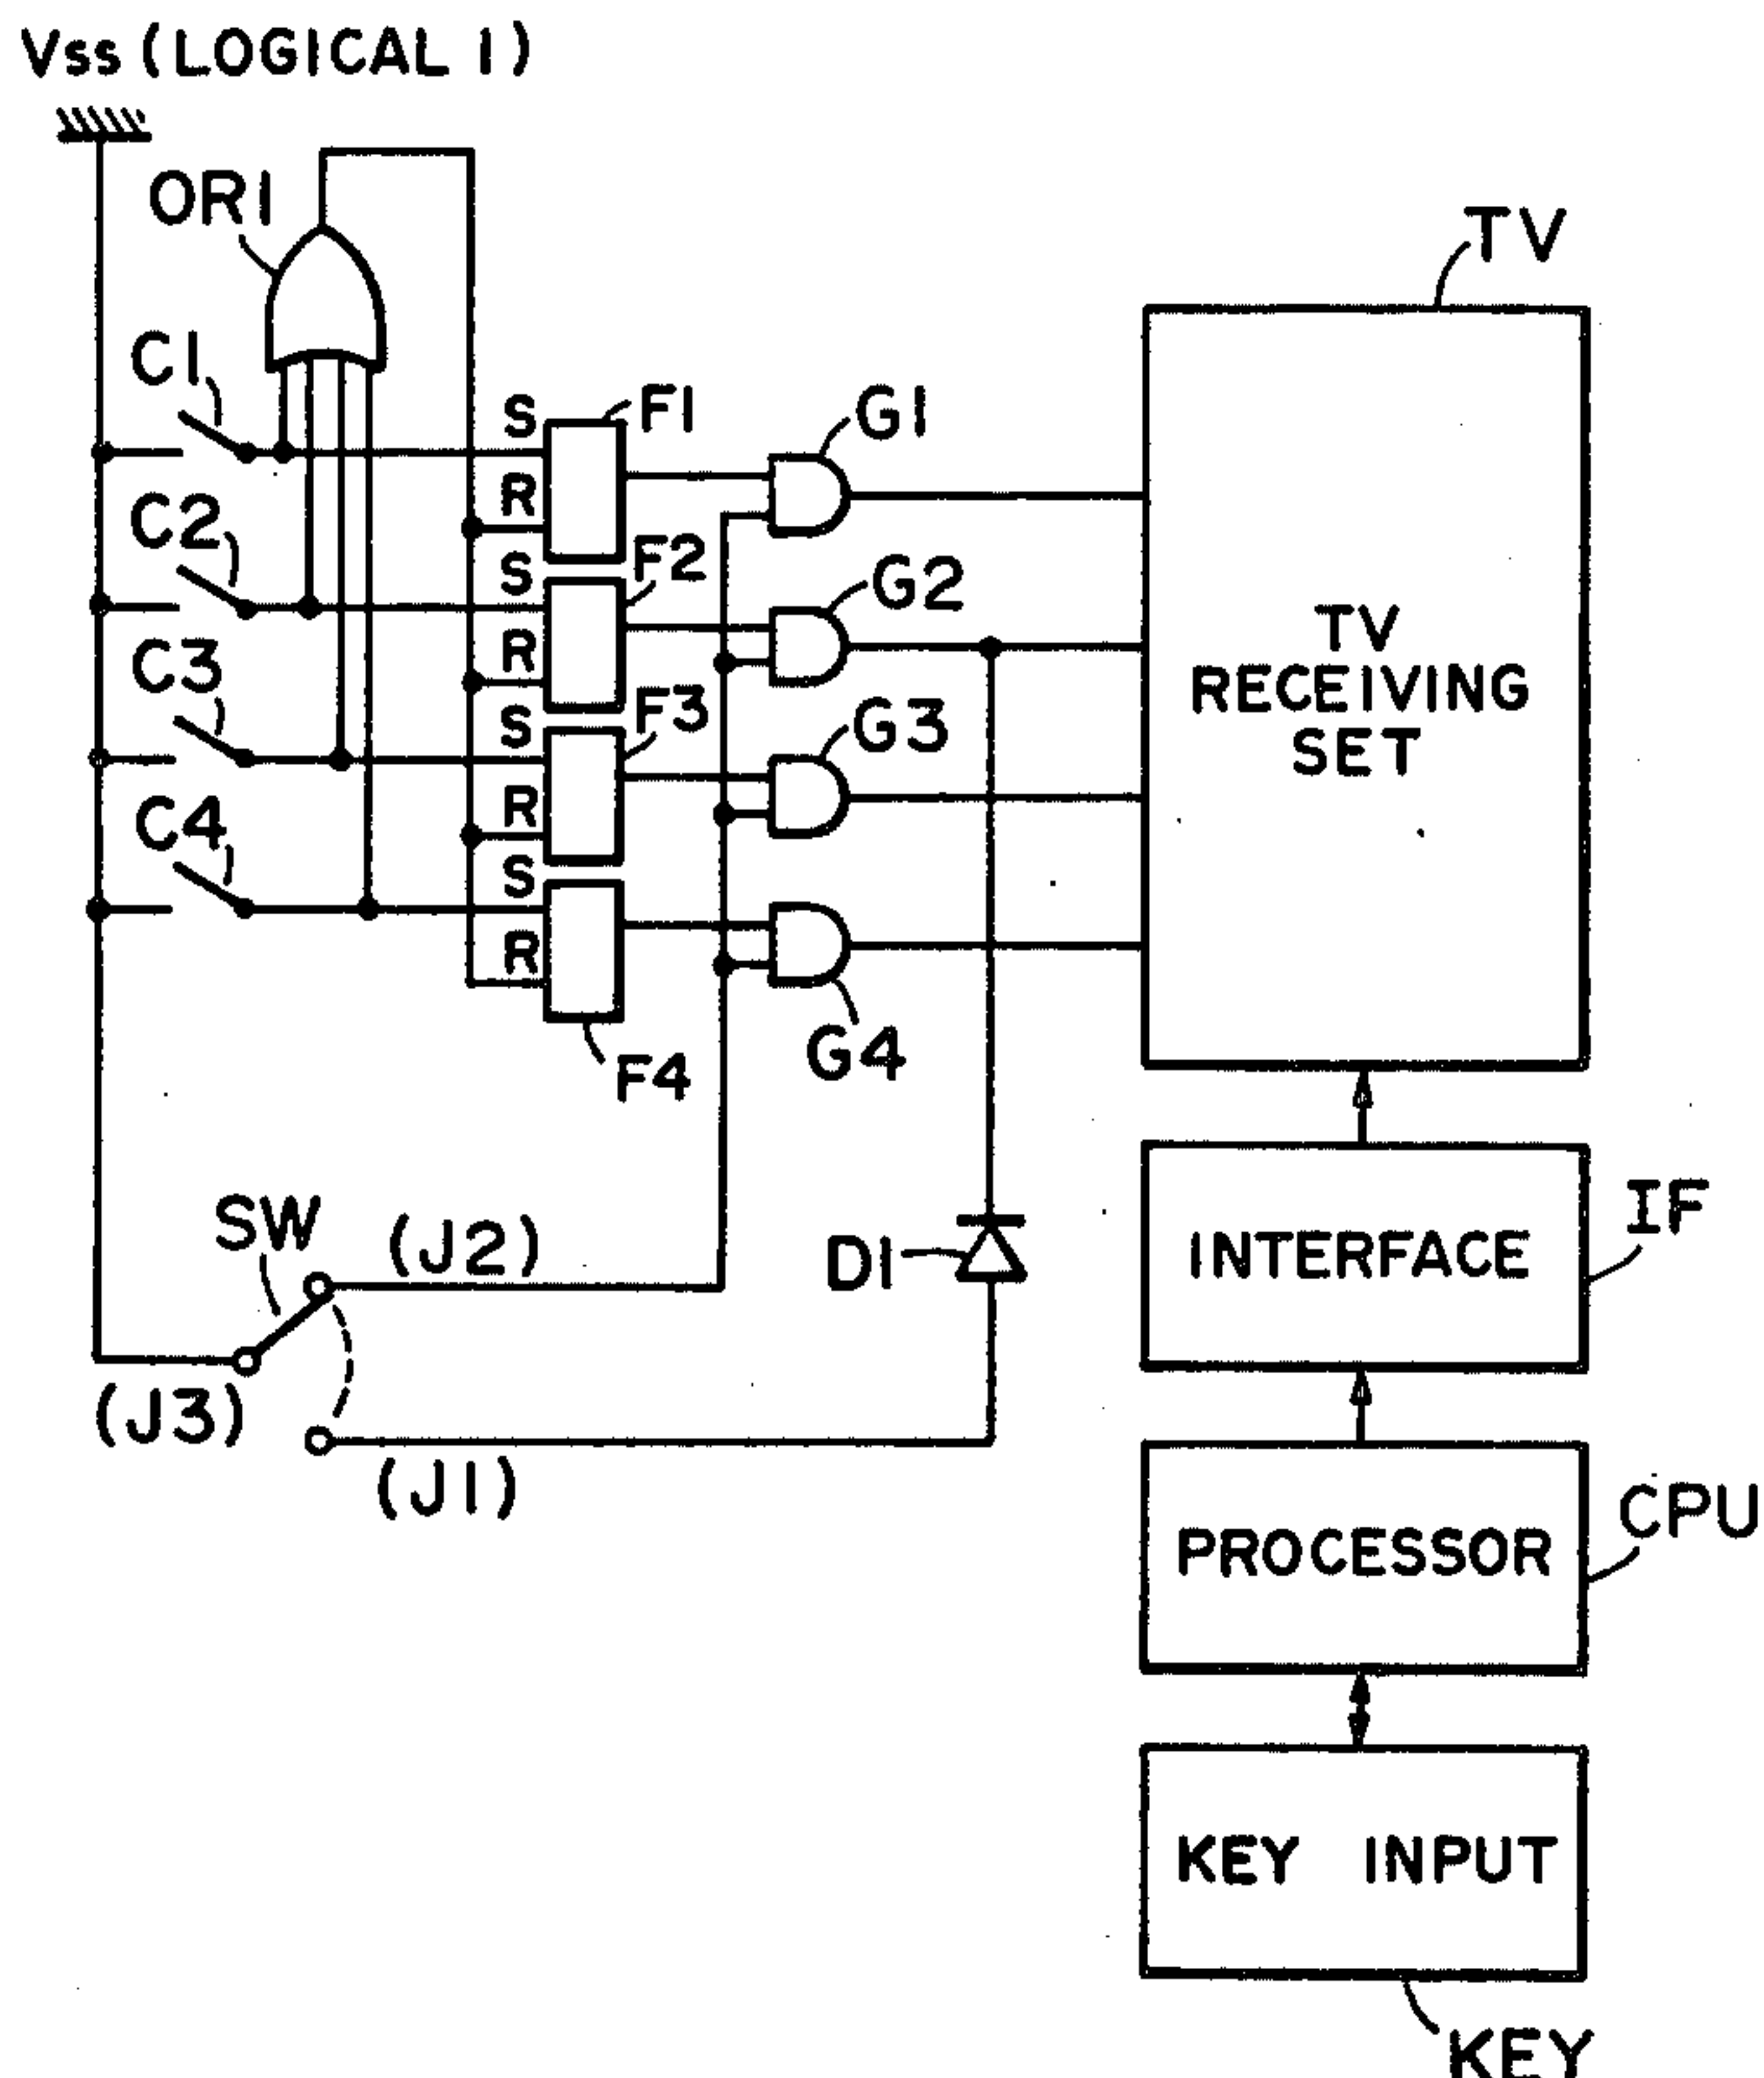 Vss (LOGICAL 1)
OR1
TV
C1
S
F1
G1
R
C2
S
F2
G2
R
TV
RECEIVING
SET
C3
S
F3
G3
R
C4
S
R
G4
F4
SW
(J2)
D1
INTERFACE
IF
(J3)
(J1)
PROCESSOR
CPU
KEY INPUT
KEY